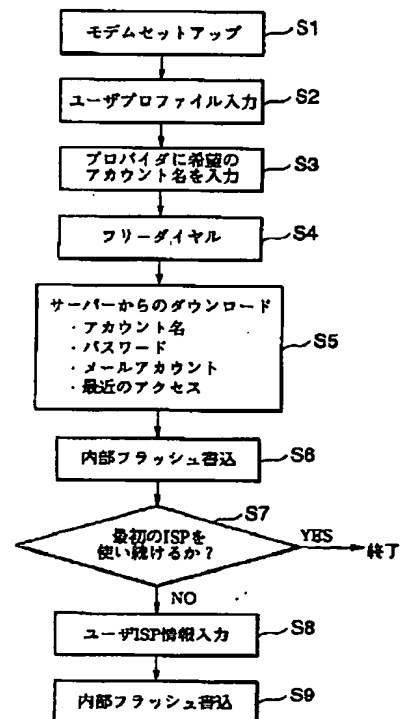 モデムセットアップ S1
ユーザプロファイル入力 S2
プロバイダに希望の
アカウント名を入力 S3
フリーダイヤル S4
サーバーからのダウンロード
・アカウント名
・パスワード
・メールアカウント
・最近のアクセス
S5
内部フラッシュ書込 S6
S7
最初のISPを
使い続けるか？
YES
終了
NO
ユーザISP情報入力 S8
内部フラッシュ書込 S9